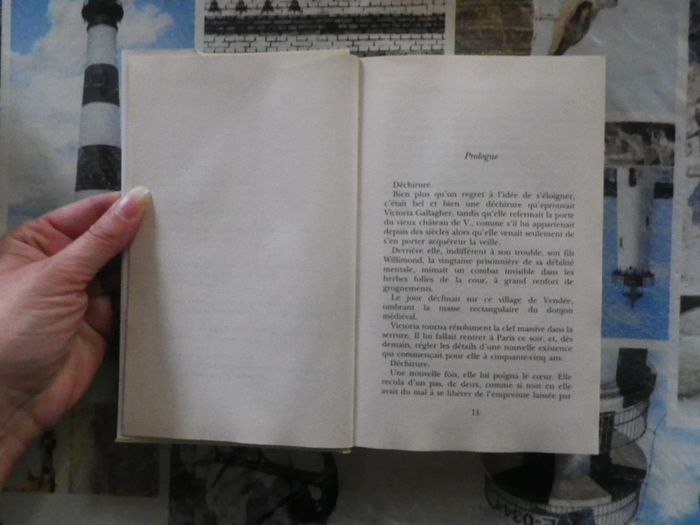 Prologue
Déchirure.
Bien plus qu'un regret à l'idée de s'éloigner,
c'était bel et bien une déchirure qu'éprouvait
Victoria Gallagher, tandis qu'elle refermait la porte
du vieux château de V., comme s'il lui appartenait
depuis des siècles alors qu'elle venait seulement de
s'en porter acquéreur la veille.
Derrière elle, indifférent à son trouble, son fils
Willimond, la vingtaine prisonnière de sa débilité
mentale, mimait un combat invisible dans les
herbes folles de la cour, à grand renfort de
grognements.
Le jour déclinait sur ce village de Vendée,
ombrant la masse rectangulaire du donjon
médiéval.
Victoria tourna résolument la clef massive dans la
serrure. Il lui fallait rentrer à Paris ce soir, et, dès
demain, régler les détails d'une nouvelle existence
qui commençait pour elle à cinquante-cinq ans.
Déchirure.
Une nouvelle fois, elle lui poigna le cœur. Elle
recula d'un pas, de deux, comme si tout en elle
avait du mal à se libérer de l'empreinte laissée par
11